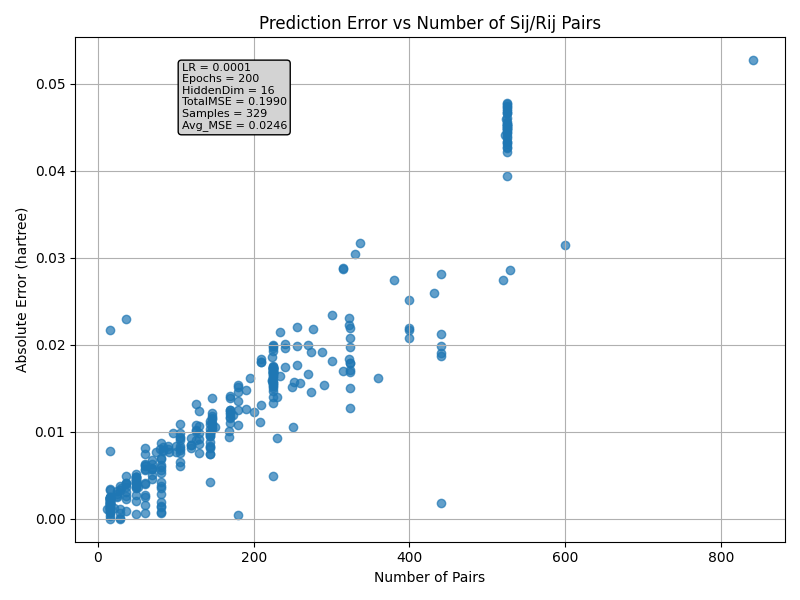 Prediction Error vs Number of Sij/Rij Pairs
LR = 0.0001
Epochs = 200
HiddenDim = 16
TotalMSE = 0.1990
Samples = 329
Avg_MSE = 0.0246
Absolute Error (hartree)
0.05
0.04
0.03
0.02
0.01
0.00
0
200
400
600
800
Number of Pairs